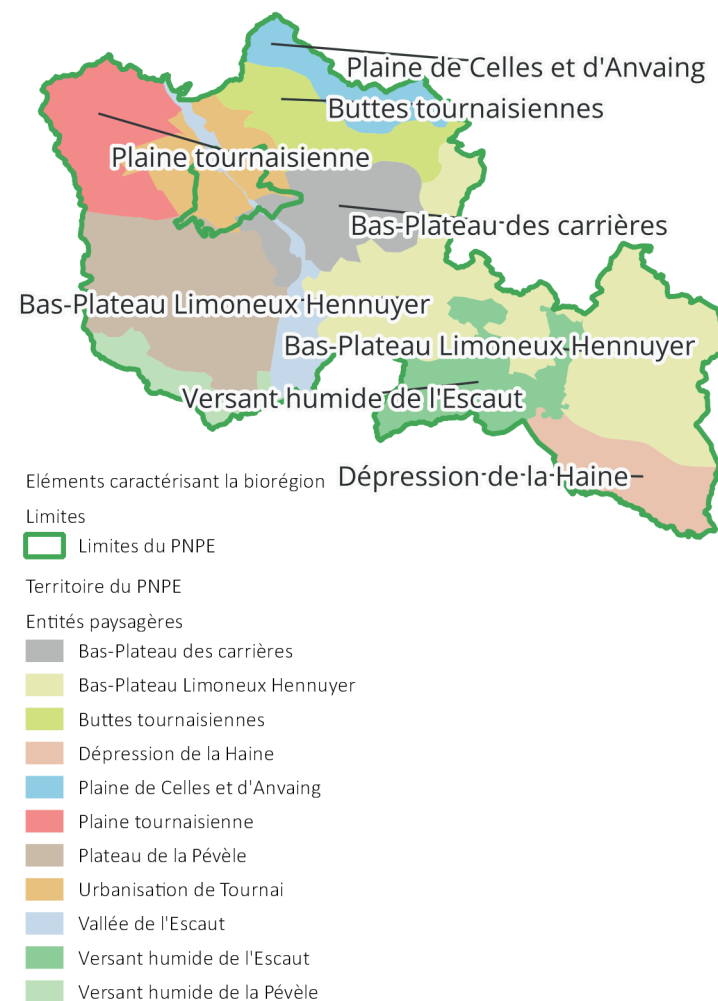 Plaine de Celles et d'Anvaing
Buttes tournaisiennes
Plaine tournaisienne
Bas-Plateau des carrières
Bas-Plateau Limoneux Hennuyer
Bas-Plateau Limoneux Hennuyer
Versant humide de l'Escaut
Dépression de la Haine
Eléments caractérisant la biorégion
Limites
Limites du PNPE
Territoire du PNPE
Entités paysagères
Bas-Plateau des carrières
Bas-Plateau Limoneux Hennuyer
Buttes tournaisiennes
Dépression de la Haine
Plaine de Celles et d'Anvaing
Plaine tournaisienne
Plateau de la Pévèle
Urbanisation de Tournai
Vallée de l'Escaut
Versant humide de l'Escaut
Versant humide de la Pévèle